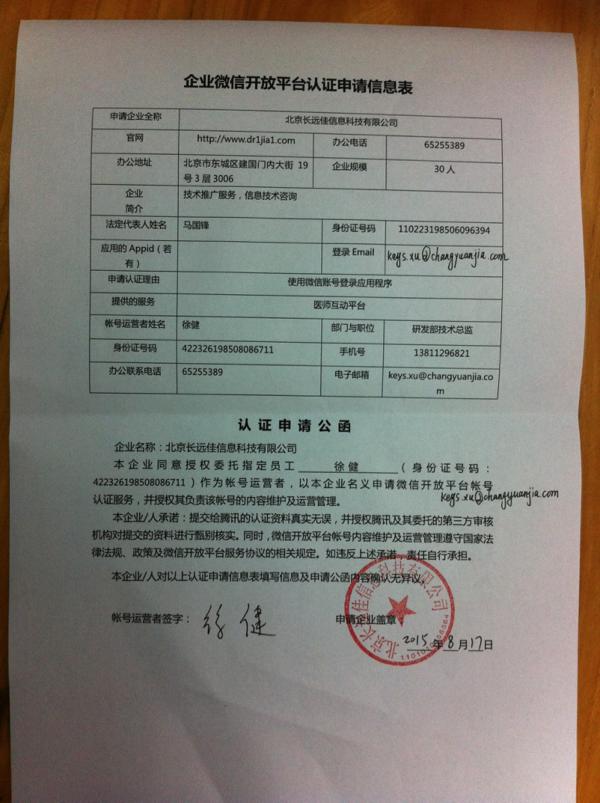 企业微信开放平台认证申请信息表
申请企业全称 北京长远佳信息科技有限公司
官网 http://www.dr1jia1.com 办公电话 65255389
办公地址 北京市东城区建国门内大街 19
号3层3006 企业规模 30人
企业
简介 技术推广服务，信息技术咨询
法定代表人姓名 马国锋 身份证号码 110223198506096394
应用的 Appid（若
有） 登录 Email keys.xu@changyuanjia.com
申请认证理由 使用微信账号登录应用程序
提供的服务 医师互动平台
帐号运营者姓名 徐健 部门与职位 研发部技术总监
身份证号码 422326198508086711 手机号 13811296821
办公联系电话 65255389 电子邮箱 keys.xu@changyuanjia.co
m
认证申请公函
企业名称：北京长远佳信息科技有限公司
本企业同意授权委托指定员工 徐健 （身份证号码：
422326198508086711）作为帐号运营者，以本企业名义申请微信开放平台帐号
keys.xu@changyuanjia.com
认证服务，并授权其负责该帐号的内容维护及运营管理。
本企业/人承诺：提交给腾讯的认证资料真实无误，并授权腾讯及其委托的第三方审核
机构对提交的资料进行甄别核实。同时，微信开放平台帐号内容维护及运营管理遵守国家法
律法规、政策及微信开放平台服务协议的相关规定。如违反上述承诺，责任自行承担。
本企业/人对以上认证申请信息表填写信息及申请公函内容确认无异议。
帐号运营者签字： 徐健 申请企业盖章：
北京长远佳信息科技有限公司
2015年8月17日